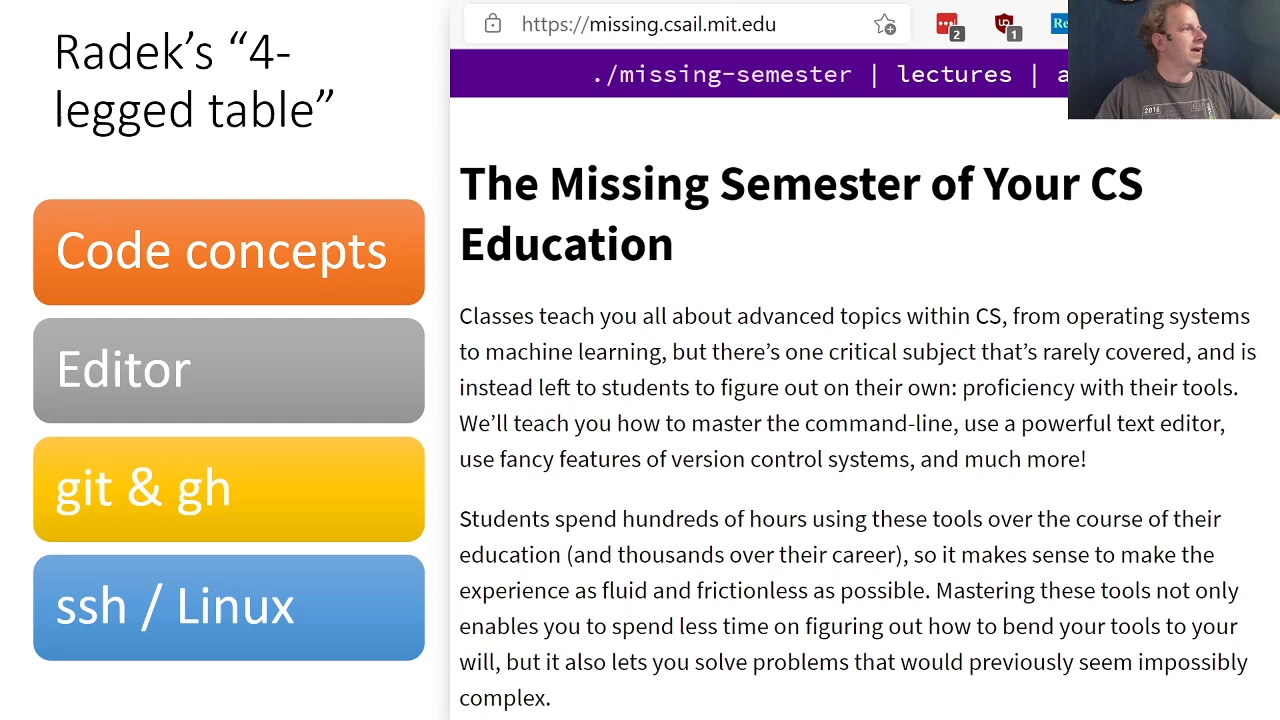 Radek’s “4-
legged table”
Code concepts
Editor
git & gh
ssh / Linux
https://missing.csail.mit.edu
2
1
Re
./missing-semester | lectures | a
2016
The Missing Semester of Your CS
Education
Classes teach you all about advanced topics within CS, from operating systems
to machine learning, but there’s one critical subject that’s rarely covered, and is
instead left to students to figure out on their own: proficiency with their tools.
We’ll teach you how to master the command-line, use a powerful text editor,
use fancy features of version control systems, and much more!
Students spend hundreds of hours using these tools over the course of their
education (and thousands over their career), so it makes sense to make the
experience as fluid and frictionless as possible. Mastering these tools not only
enables you to spend less time on figuring out how to bend your tools to your
will, but it also lets you solve problems that would previously seem impossibly
complex.